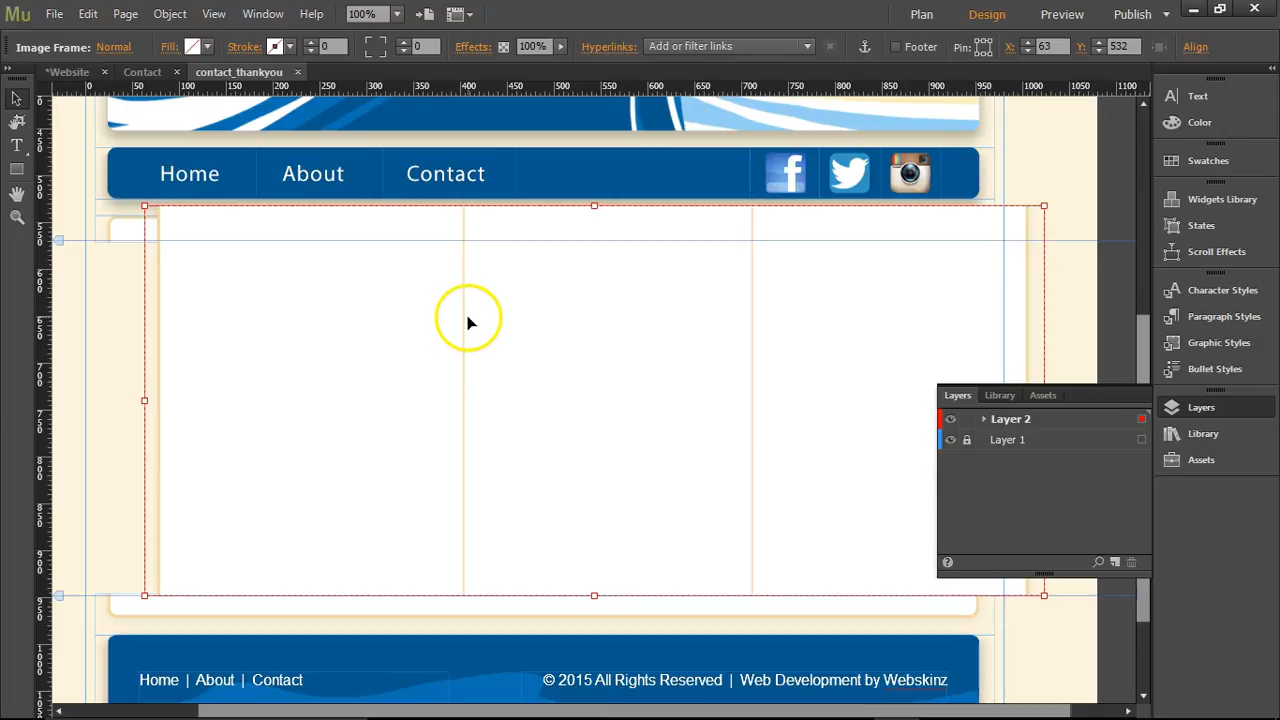 Mu File Edit Page Object View Window Help 100% Plan Design Preview Publish
Image Frame: Normal Fill: Stroke: 0 0 Effects: 100% Hyperlinks: Add or filter links Footer Pin: X: 63 Y: 532 Align
*Website × Contact × contact_thankyou ×
0 50 100 150 200 250 300 350 400 450 500 550 600 650 700 750 800 850 900 950 1000 1050 1100
Text
Color
Swatches
Widgets Library
States
Scroll Effects
Character Styles
Paragraph Styles
Graphic Styles
Bullet Styles
Layers
Library
Assets
Home About Contact
Layers Library Assets
Layer 2
Layer 1
Home | About | Contact
© 2015 All Rights Reserved | Web Development by Webskinz